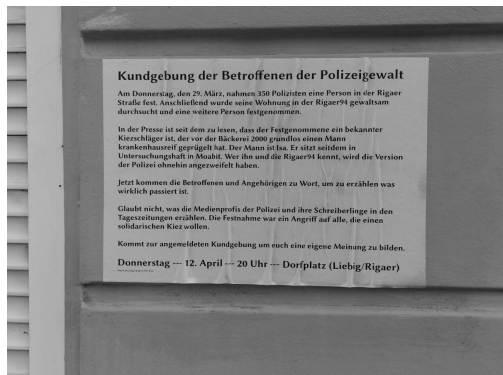 Kundgebung der Betroffenen der Polizeigewalt
Am Donnerstag, den 29. März, nahmen 350 Polizisten eine Person in der Rigaer
Straße fest. Anschließend wurde seine Wohnung in der Rigaer94 gewaltsam
durchsucht und eine weitere Person festgenommen.
In der Presse ist seit dem zu lesen, dass der Festgenommene ein bekannter
Kiezschläger ist, der vor der Bäckerei 2000 grundlos einen Mann
krankenhausreif geprügelt hat. Der Mann ist Isa. Er sitzt seitdem in
Untersuchungshaft in Moabit. Wer ihn und die Rigaer94 kennt, wird die Version
der Polizei ohnehin angezweifelt haben.
Jetzt kommen die Betroffenen und Angehörigen zu Wort, um zu erzählen was
wirklich passiert ist.
Glaubt nicht, was die Medienprofis der Polizei und ihre Schreiberlinge in den
Tageszeitungen erzählen. Die Festnahme war ein Angriff auf alle, die einen
solidarischen Kiez wollen.
Kommt zur angemeldeten Kundgebung um euch eine eigene Meinung zu bilden.
Donnerstag --- 12. April --- 20 Uhr --- Dorfplatz (Liebig/Rigaer)